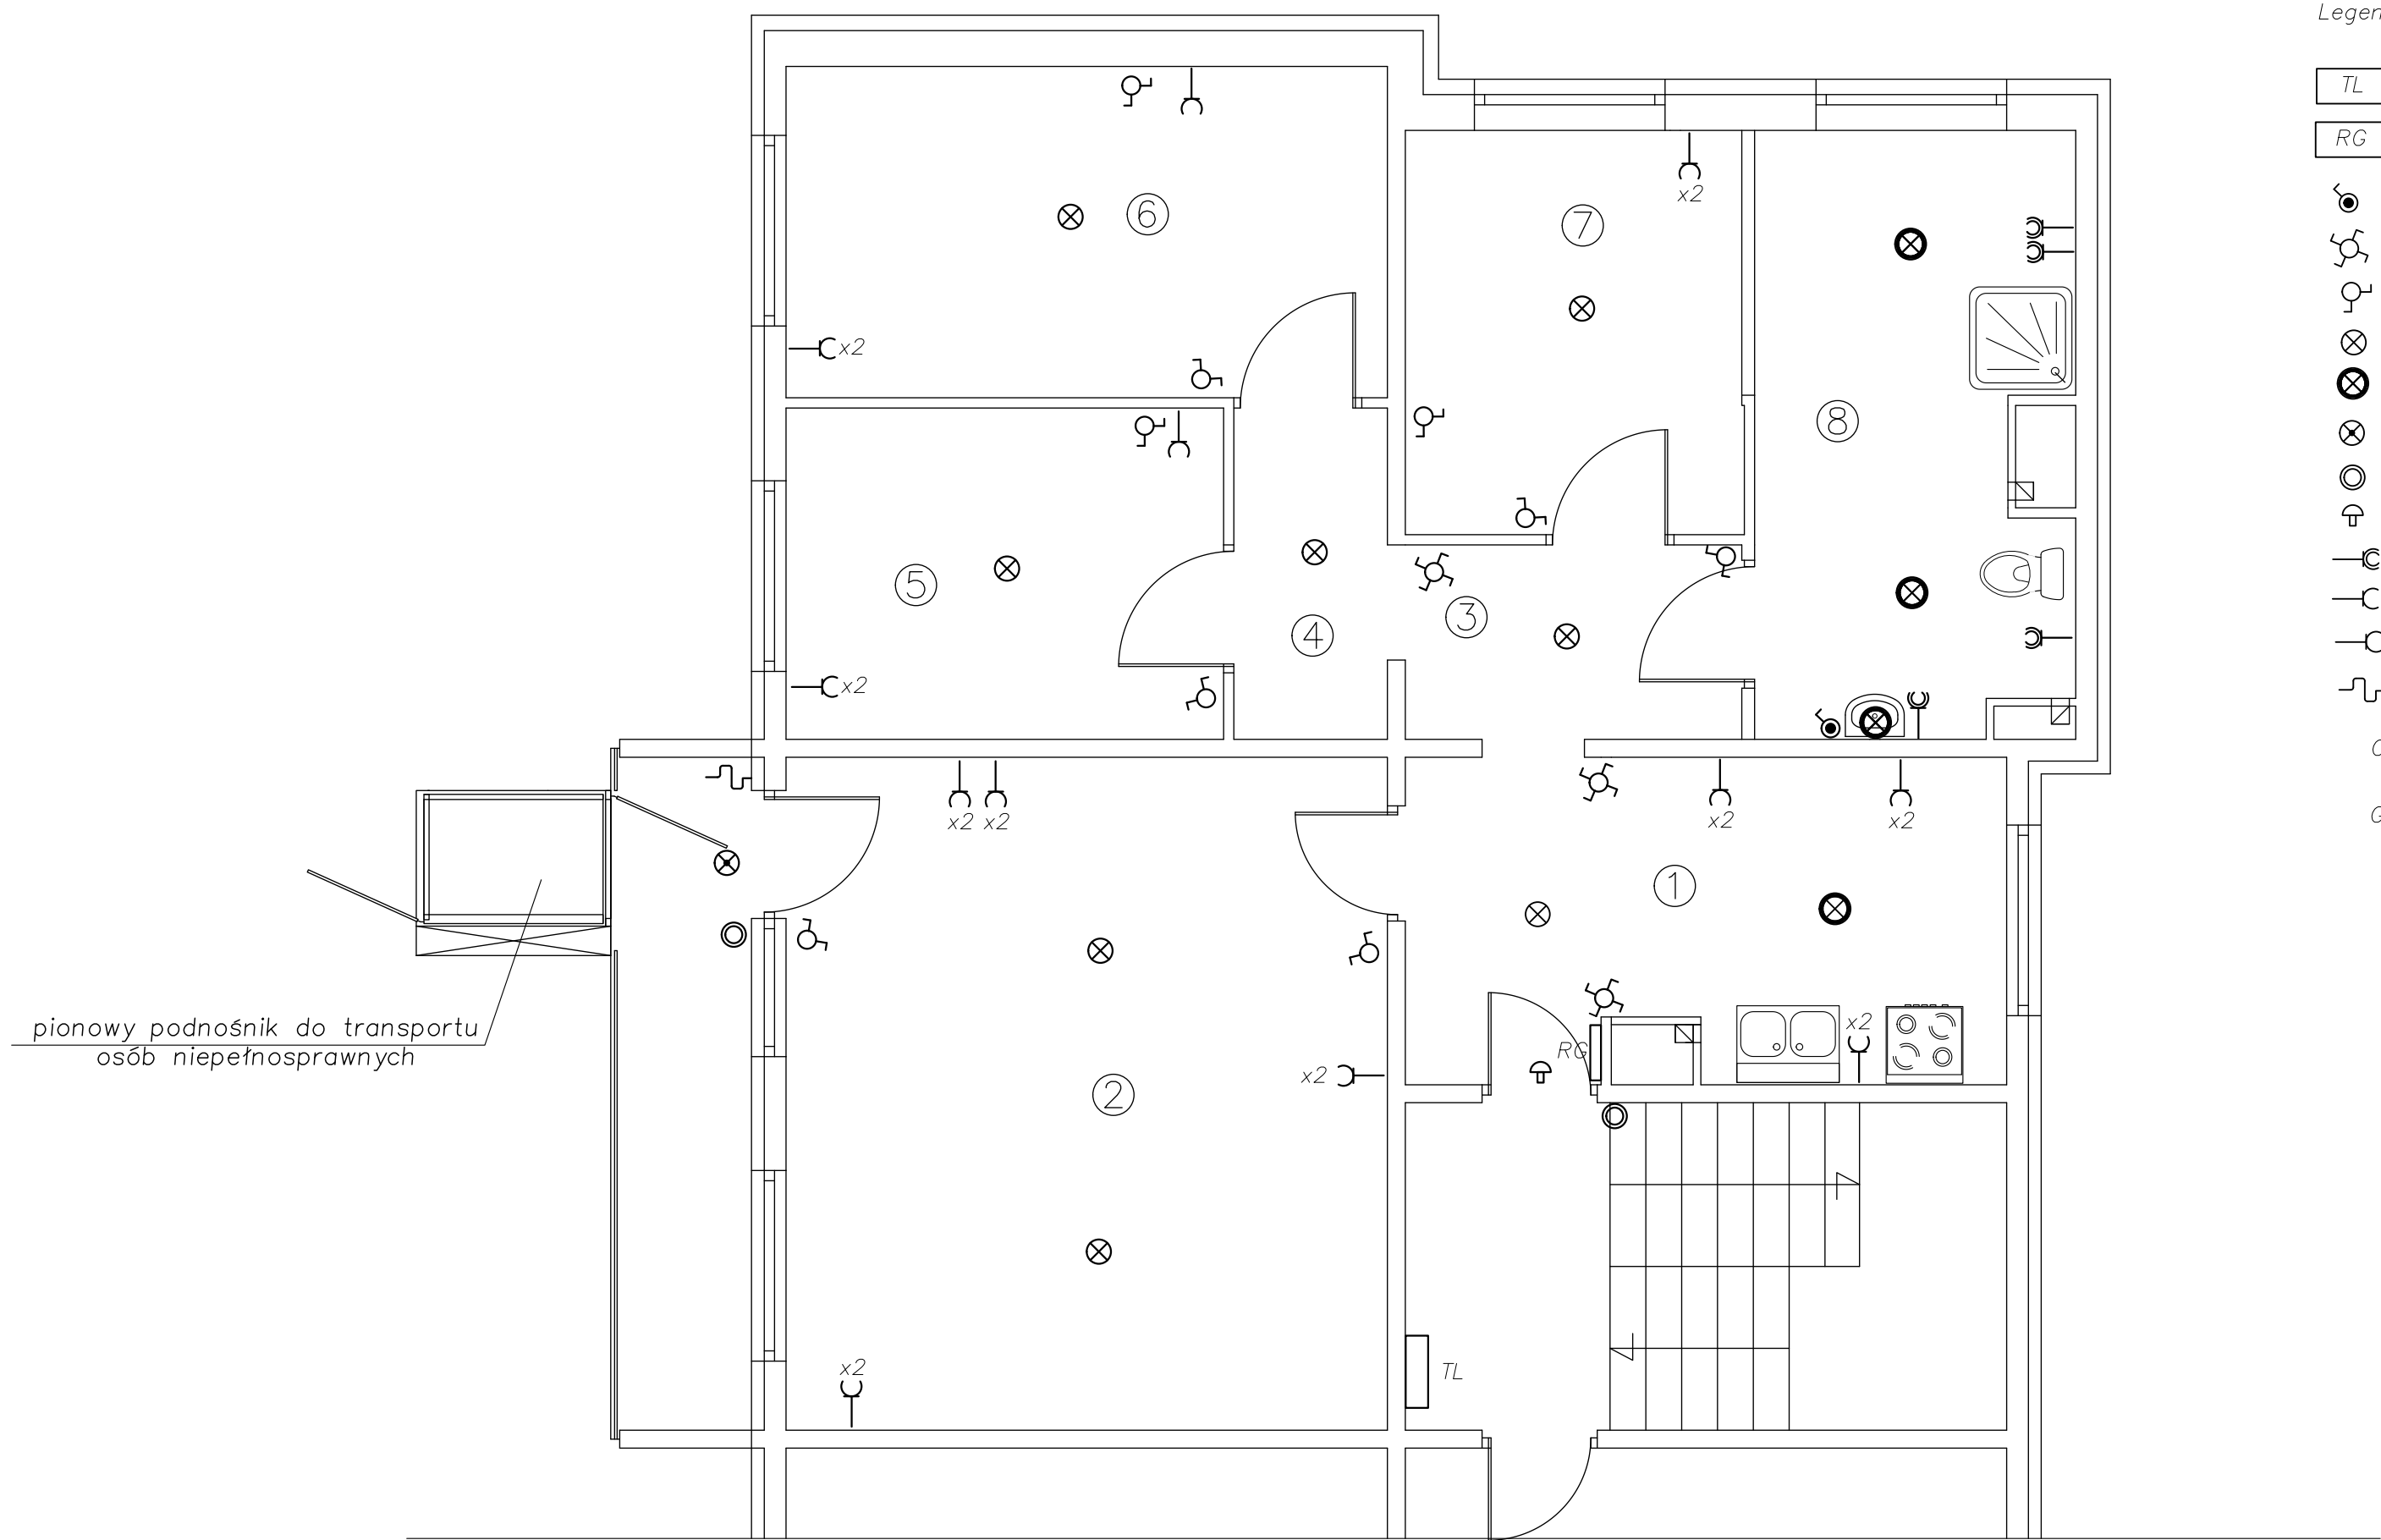 Legen
TL
RG
6
7
x2
x2
8
5
4
3
x2
x2 x2
x2
x2
1
pionowy podnośnik do transportu
osób niepełnosprawnych
x2
RG
x2
2
x2
TL